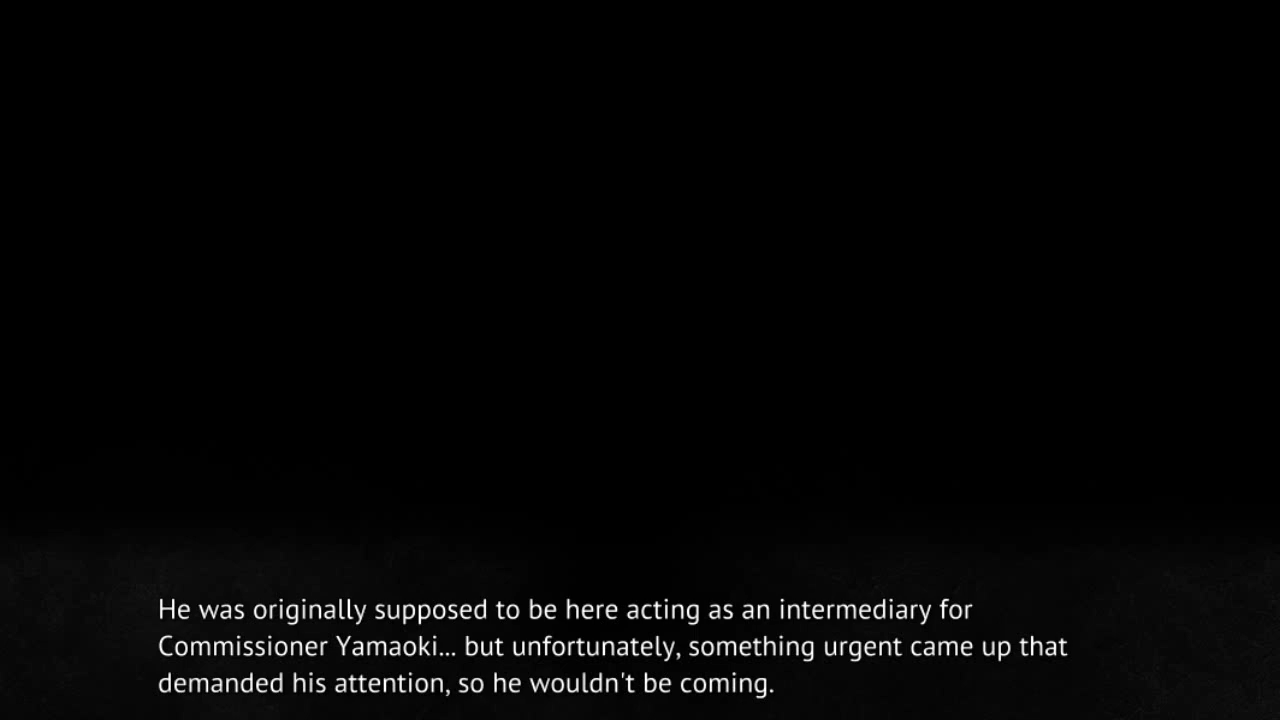 He was originally supposed to be here acting as an intermediary for
Commissioner Yamaoki... but unfortunately, something urgent came up that
demanded his attention, so he wouldn't be coming.